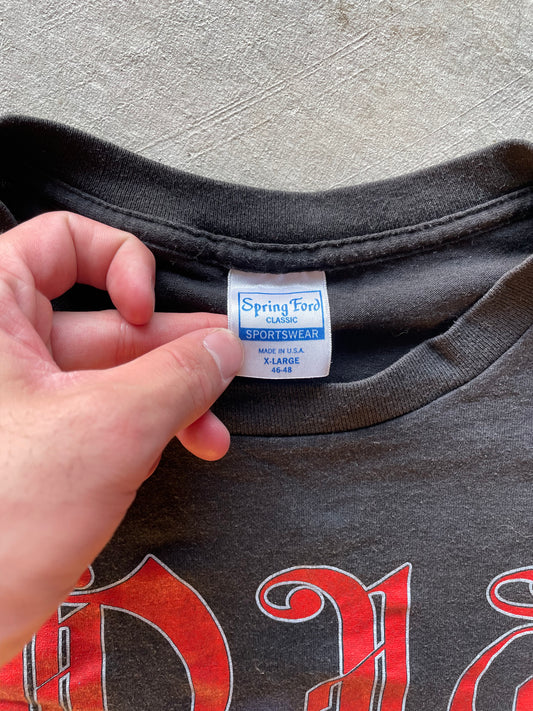 Spring Ford
CLASSIC
SPORTSWEAR
MADE IN U.S.A.
X-LARGE
46-48